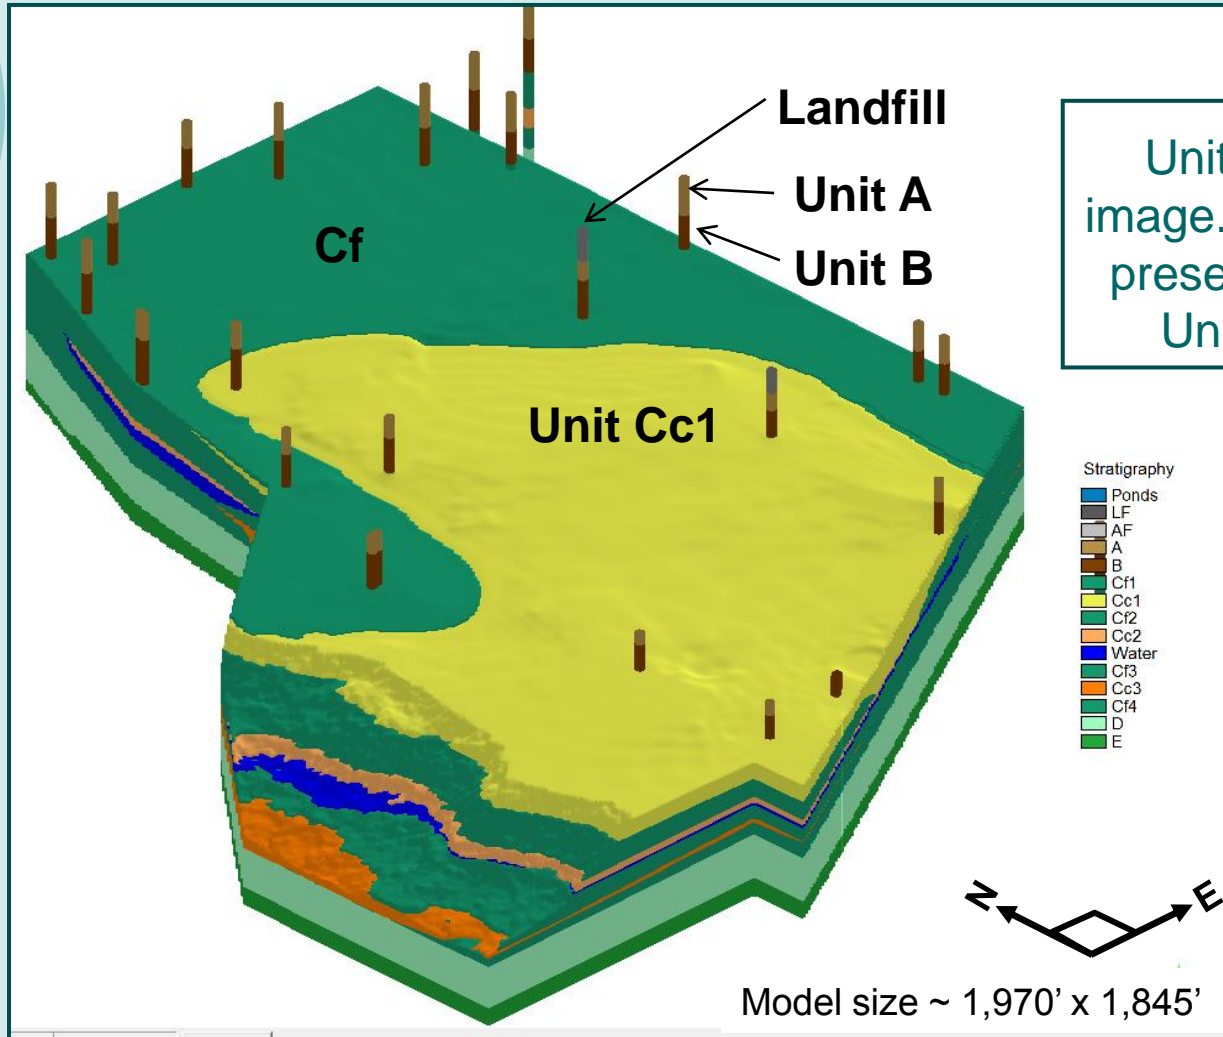 Landfill
Unit A
Unit B
Cf
Unit Cc1
Unit
image.
prese
Un
Stratigraphy
Ponds
LF
AF
A
B
Cf1
Cc1
Cf2
Cc2
Water
Cf3
Cc3
Cf4
D
E
N
E
Model size ~ 1,970’ x 1,845’